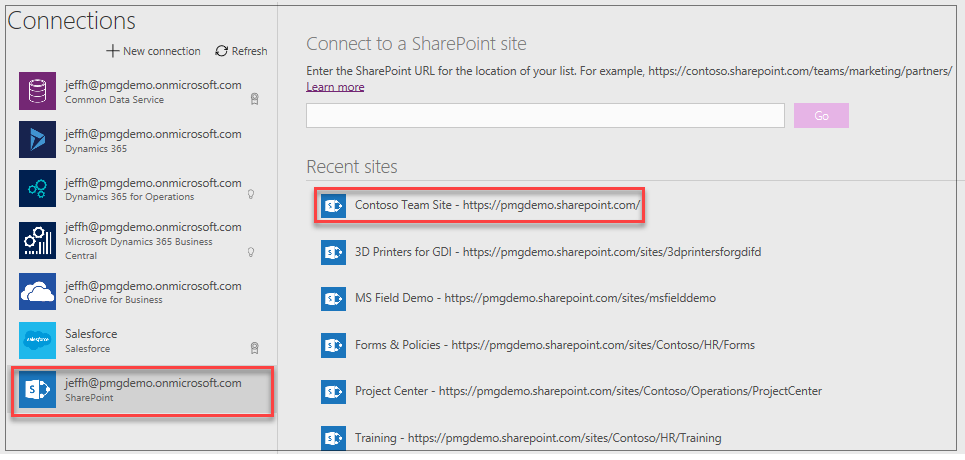 Connections
New connection
Refresh
jeffh@pmgdemo.onmicrosoft.com
Common Data Service
jeffh@pmgdemo.onmicrosoft.com
Dynamics 365
jeffh@pmgdemo.onmicrosoft.com
Dynamics 365 for Operations
jeffh@pmgdemo.onmicrosoft.com
Microsoft Dynamics 365 Business
Central
jeffh@pmgdemo.onmicrosoft.com
OneDrive for Business
salesforce
Salesforce
Salesforce
S
jeffh@pmgdemo.onmicrosoft.com
SharePoint
Connect to a SharePoint site
Enter the SharePoint URL for the location of your list. For example, https://contoso.sharepoint.com/teams/marketing/partners/
Learn more
Go
Recent sites
S
Contoso Team Site - https://pmgdemo.sharepoint.com/
S
3D Printers for GDI - https://pmgdemo.sharepoint.com/sites/3dprintersforgdifd
S
MS Field Demo - https://pmgdemo.sharepoint.com/sites/msfielddemo
S
Forms & Policies - https://pmgdemo.sharepoint.com/sites/Contoso/HR/Forms
S
Project Center - https://pmgdemo.sharepoint.com/sites/Contoso/Operations/ProjectCenter
S
Training - https://pmgdemo.sharepoint.com/sites/Contoso/HR/Training